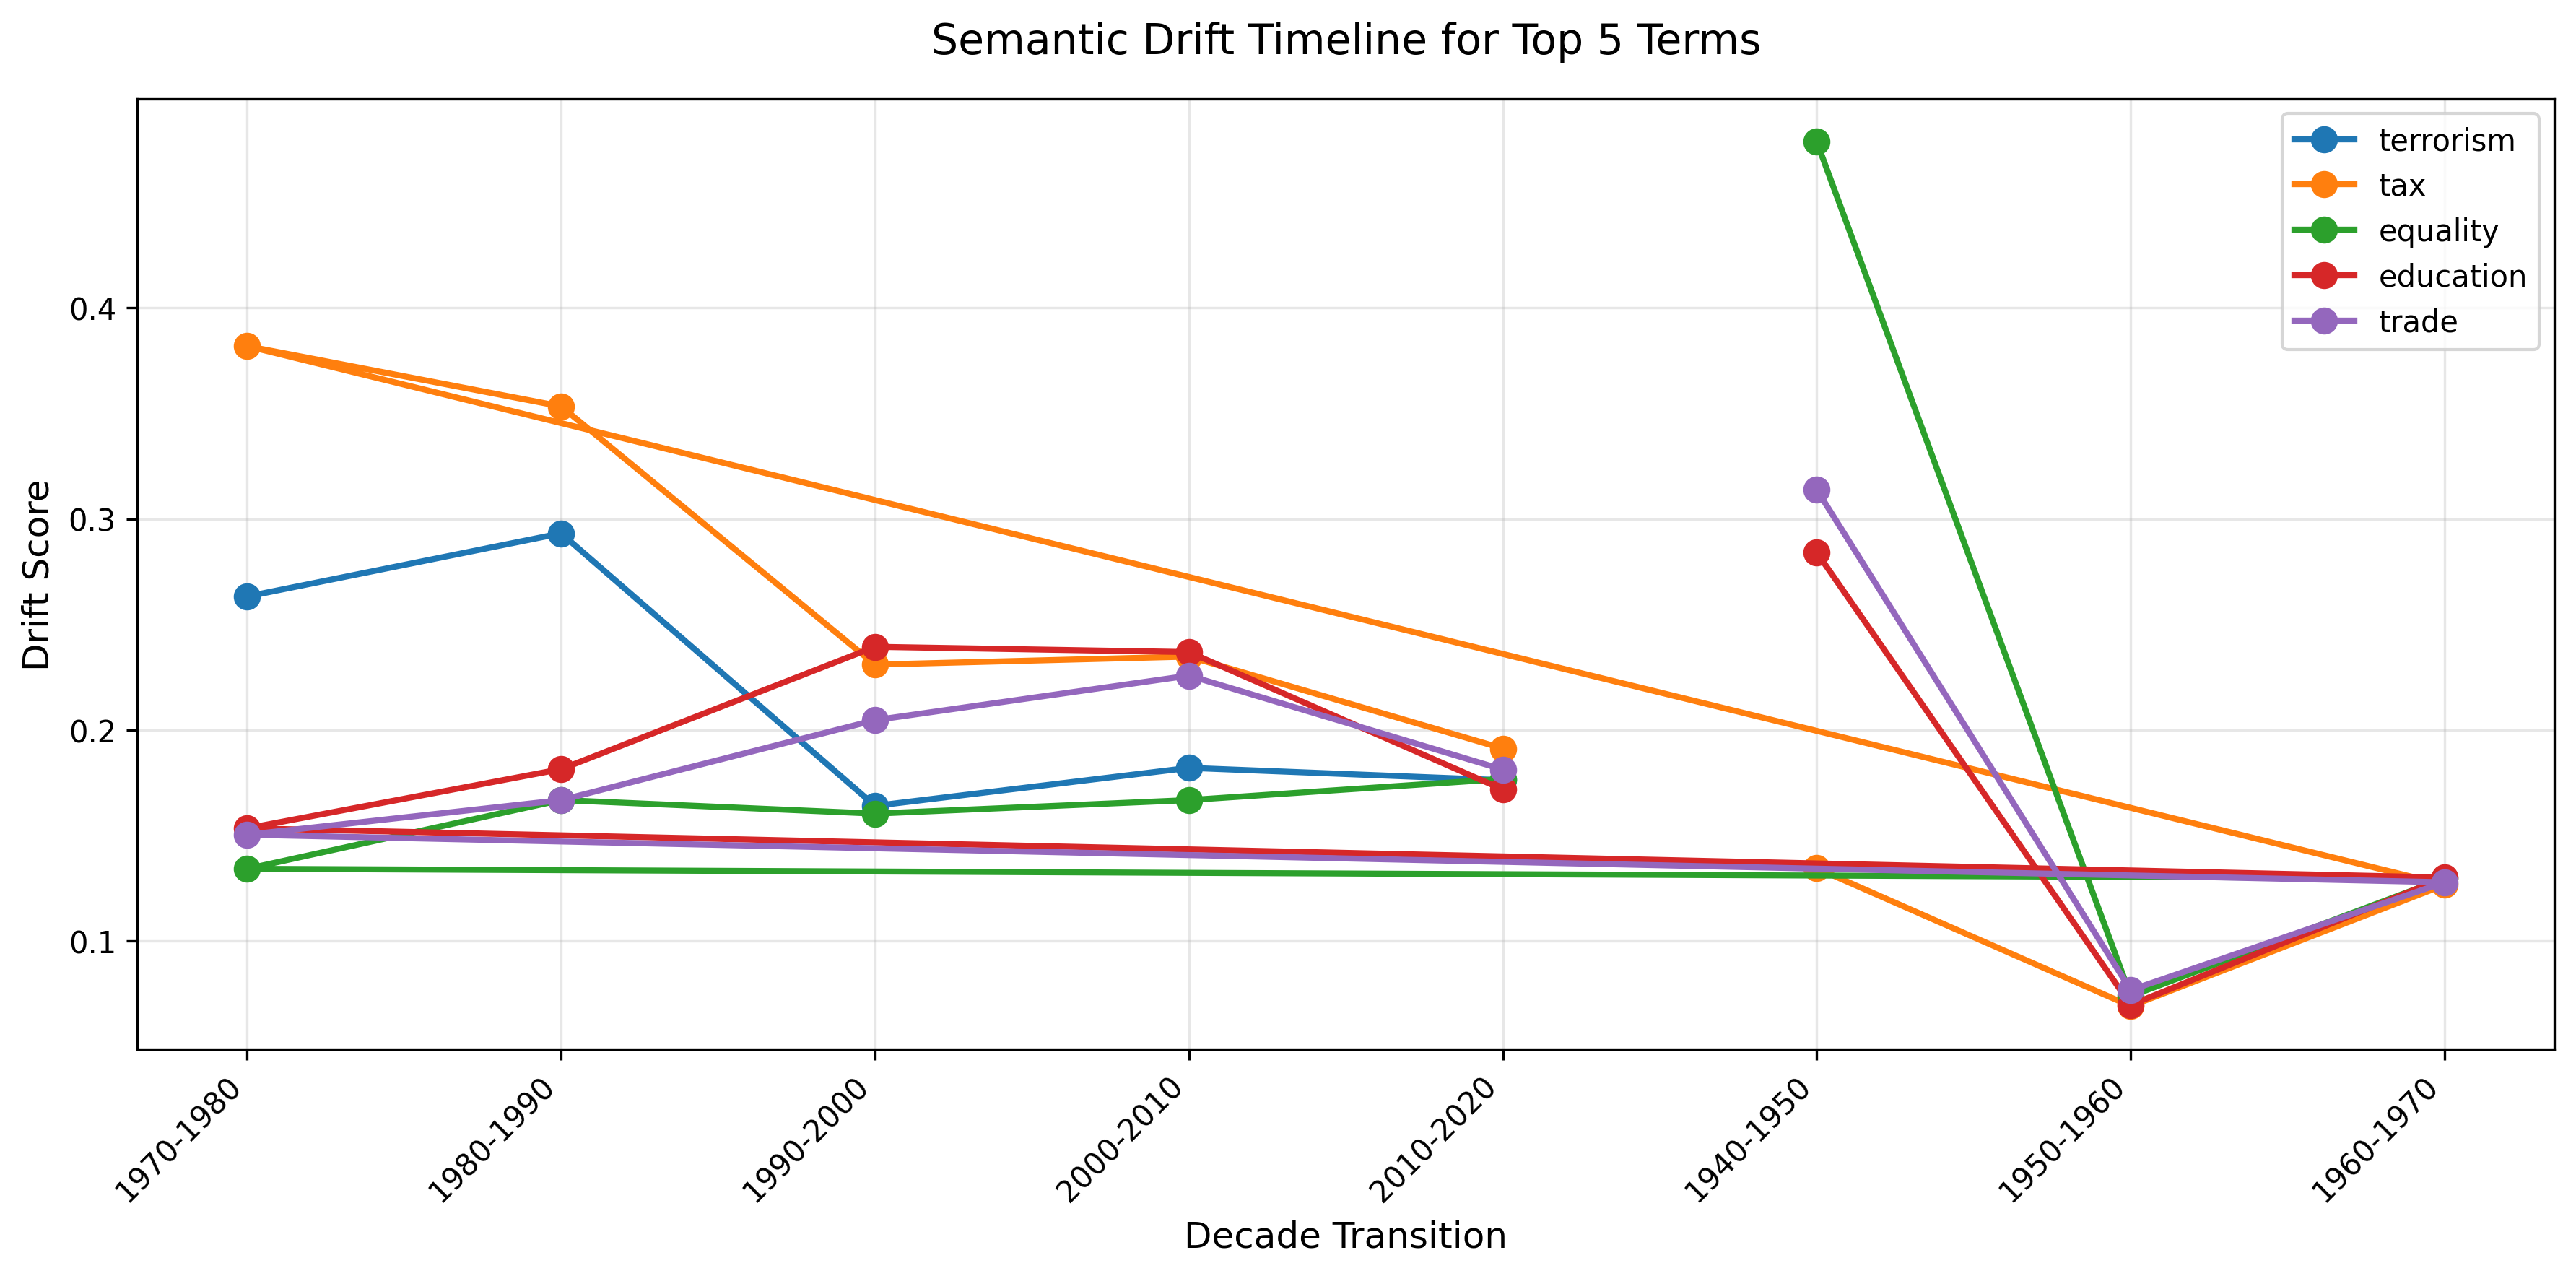 Semantic Drift Timeline for Top 5 Terms
terrorism
tax
equality
education
trade
Drift Score
0.4
0.3
0.2
0.1
1970-1980
1980-1990
1990-2000
2000-2010
2010-2020
1940-1950
1950-1960
1960-1970
Decade Transition